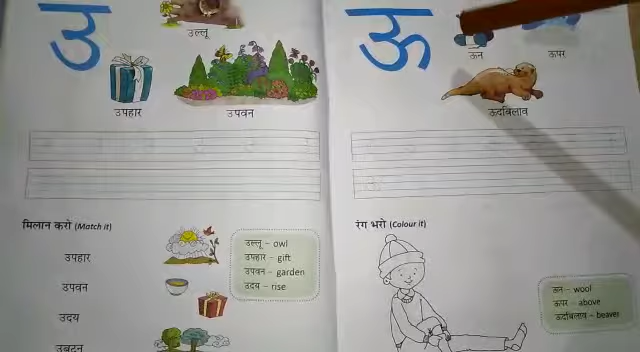 उ
उल्लू
उपहार
उपवन
मिलान करो (Match it)
उपहार
उपवन
उदय
उबटन
उल्लू – owl
उपहार – gift
उपवन – garden
उदय – rise
ऊ
ऊन
ऊपर
ऊदबिलाव
रंग भरो (Colour it)
ऊन – wool
ऊपर – above
ऊदबिलाव – beaver